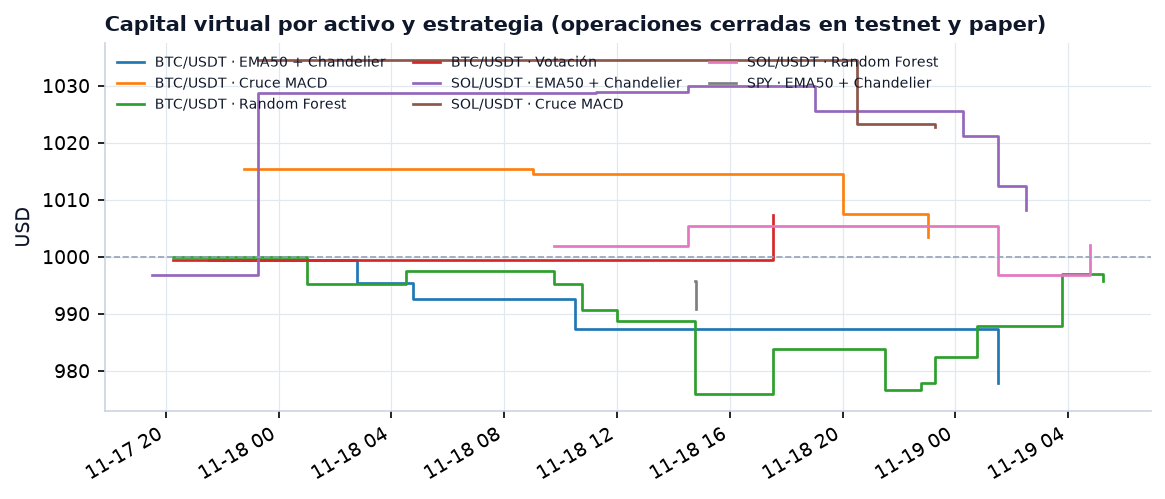 Capital virtual por activo y estrategia (operaciones cerradas en testnet y paper)
BTC/USDT · EMA50 + Chandelier
BTC/USDT · Cruce MACD
BTC/USDT · Random Forest
BTC/USDT · Votación
SOL/USDT · EMA50 + Chandelier
SOL/USDT · Cruce MACD
SOL/USDT · Random Forest
SPY · EMA50 + Chandelier
USD
1030
1020
1010
1000
990
980
11-17 20
11-18 00
11-18 04
11-18 08
11-18 12
11-18 16
11-18 20
11-19 00
11-19 04